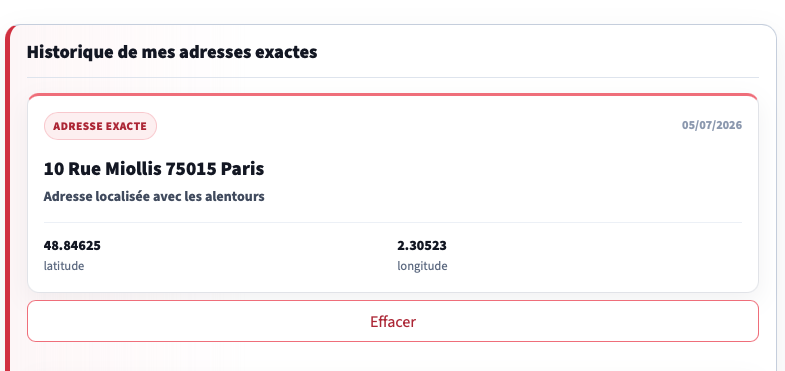 Historique de mes adresses exactes
ADRESSE EXACTE
05/07/2026
10 Rue Miollis 75015 Paris
Adresse localisée avec les alentours
48.84625
2.30523
latitude
longitude
Effacer